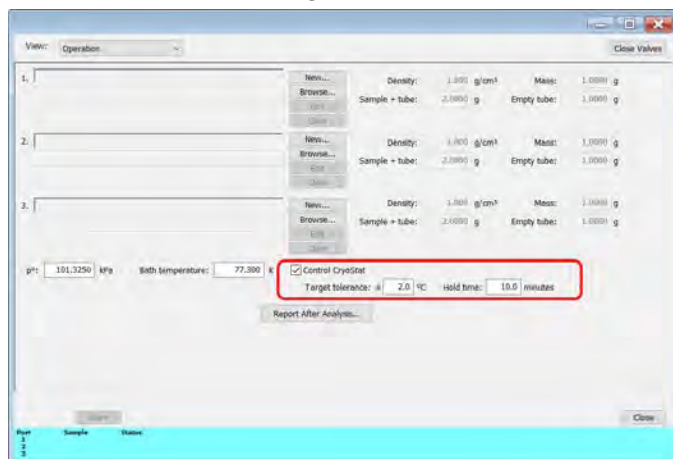 View: Operation Close Valves
1. New... Density: 1.000 g/cm³ Mass: 1.0000 g
Browse...
Edit Sample + tube: 2.0000 g Empty tube: 1.0000 g
Clear
2. New... Density: 1.000 g/cm³ Mass: 1.0000 g
Browse...
Edit Sample + tube: 2.0000 g Empty tube: 1.0000 g
Clear
3. New... Density: 1.000 g/cm³ Mass: 1.0000 g
Browse...
Edit Sample + tube: 2.0000 g Empty tube: 1.0000 g
Clear
p°: 101.3250 kPa Bath temperature: 77.300 K Control CryoStat
Target tolerance: ± 2.0 °C Hold time: 10.0 minutes
Report After Analysis...
Start Close
Port Sample Status
1
2
3